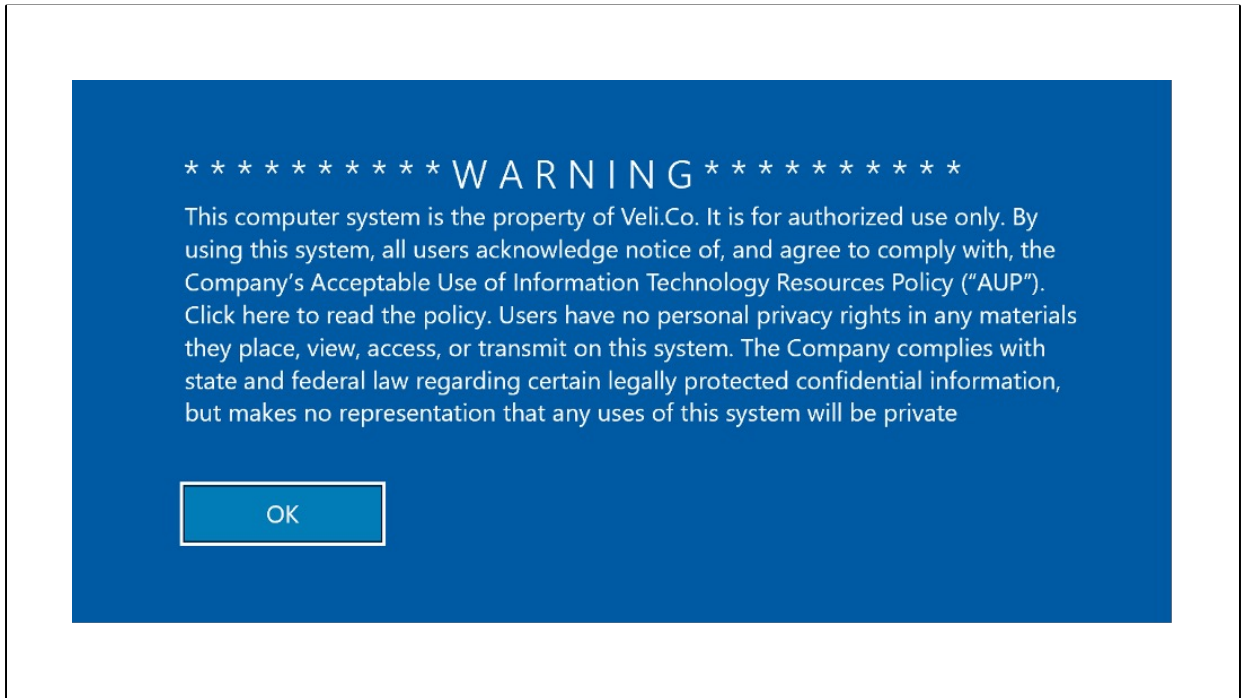 * * * * * * * * * * W A R N I N G * * * * * * * * * *
This computer system is the property of Veli.Co. It is for authorized use only. By
using this system, all users acknowledge notice of, and agree to comply with, the
Company’s Acceptable Use of Information Technology Resources Policy (“AUP”).
Click here to read the policy. Users have no personal privacy rights in any materials
they place, view, access, or transmit on this system. The Company complies with
state and federal law regarding certain legally protected confidential information,
but makes no representation that any uses of this system will be private
OK